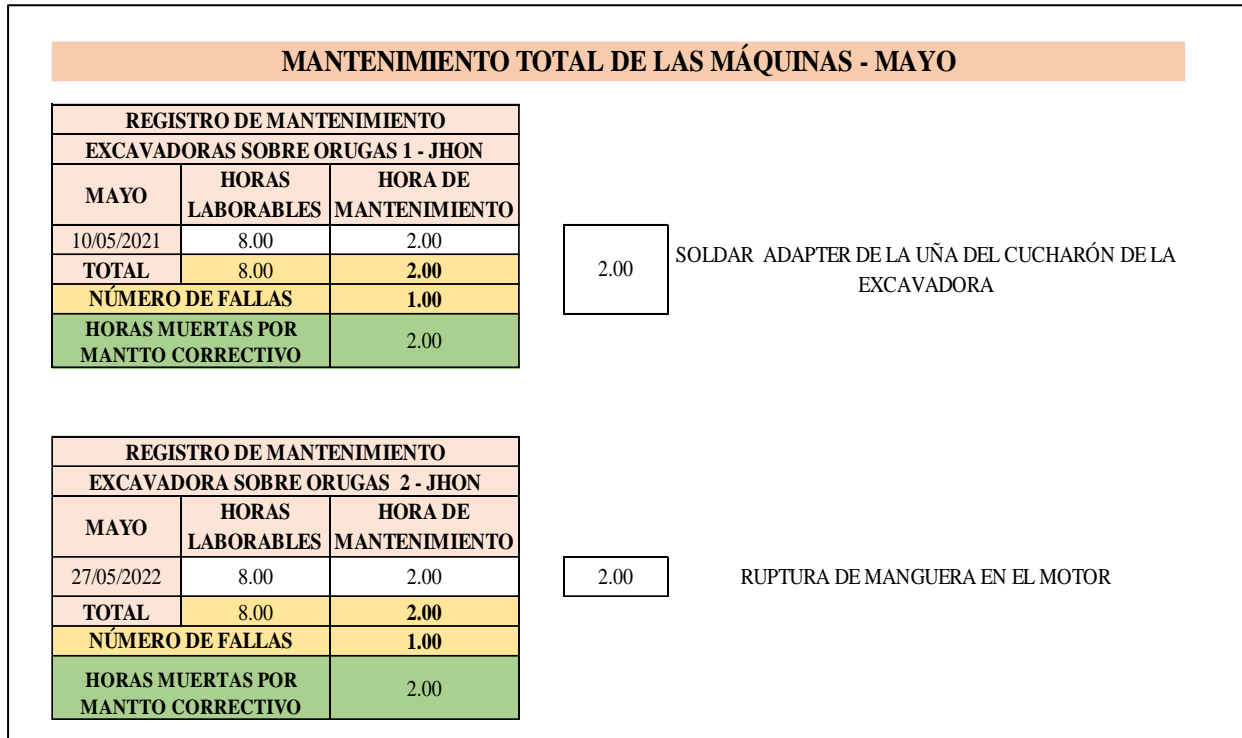 MANTENIMIENTO TOTAL DE LAS MÁQUINAS - MAYO
REGISTRO DE MANTENIMIENTO
EXCAVADORAS SOBRE ORUGAS 1 - JHON
MAYO HORAS LABORABLES HORA DE MANTENIMIENTO
10/05/2021 8.00 2.00
TOTAL 8.00 2.00
NÚMERO DE FALLAS 1.00
HORAS MUERTAS POR
MANTTO CORRECTIVO 2.00
2.00 SOLDAR ADAPTER DE LA UÑA DEL CUCHARÓN DE LA
EXCAVADORA
REGISTRO DE MANTENIMIENTO
EXCAVADORA SOBRE ORUGAS 2 - JHON
MAYO HORAS LABORABLES HORA DE MANTENIMIENTO
27/05/2022 8.00 2.00
TOTAL 8.00 2.00
NÚMERO DE FALLAS 1.00
HORAS MUERTAS POR
MANTTO CORRECTIVO 2.00
2.00 RUPTURA DE MANGUERA EN EL MOTOR